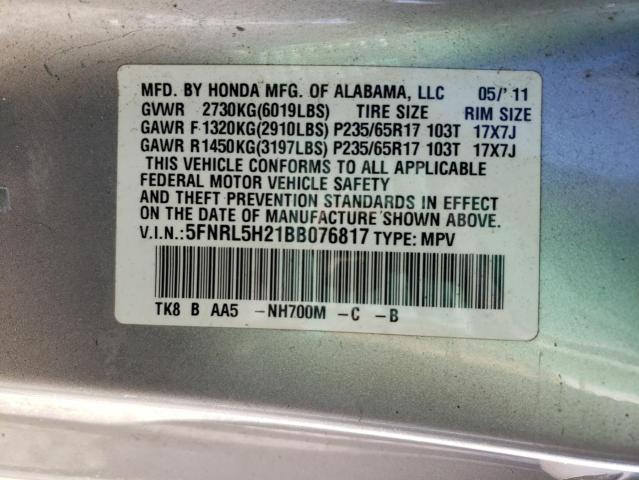 MFD. BY HONDA MFG. OF ALABAMA, LLC 05/'11
GVWR 2730KG(6019LBS) TIRE SIZE RIM SIZE
GAWR F 1320KG(2910LBS) P235/65R17 103T 17X7J
GAWR R1450KG(3197LBS) P235/65R17 103T 17X7J
THIS VEHICLE CONFORMS TO ALL APPLICABLE
FEDERAL MOTOR VEHICLE SAFETY
AND THEFT PREVENTION STANDARDS IN EFFECT
ON THE DATE OF MANUFACTURE SHOWN ABOVE.
V.I.N.: 5FNRL5H21BB076817 TYPE: MPV
TK8 B AA5 -NH700M -C -B